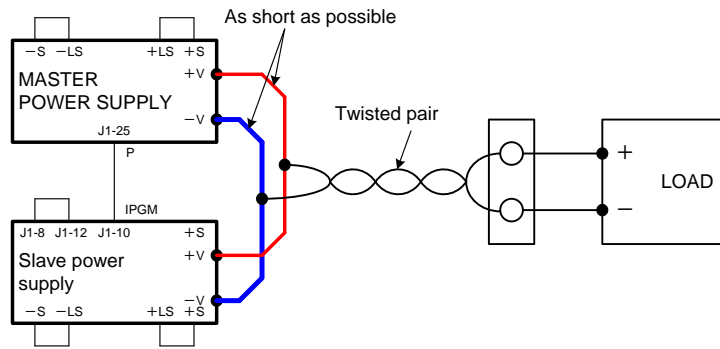 As short as possible
−S −LS +LS +S
+V
MASTER
POWER SUPPLY
−V
J1-25
P
Twisted pair
+
LOAD
−
IPGM
J1-8 J1-12 J1-10 +S
+V
Slave power
supply
−V
−S −LS +LS +S